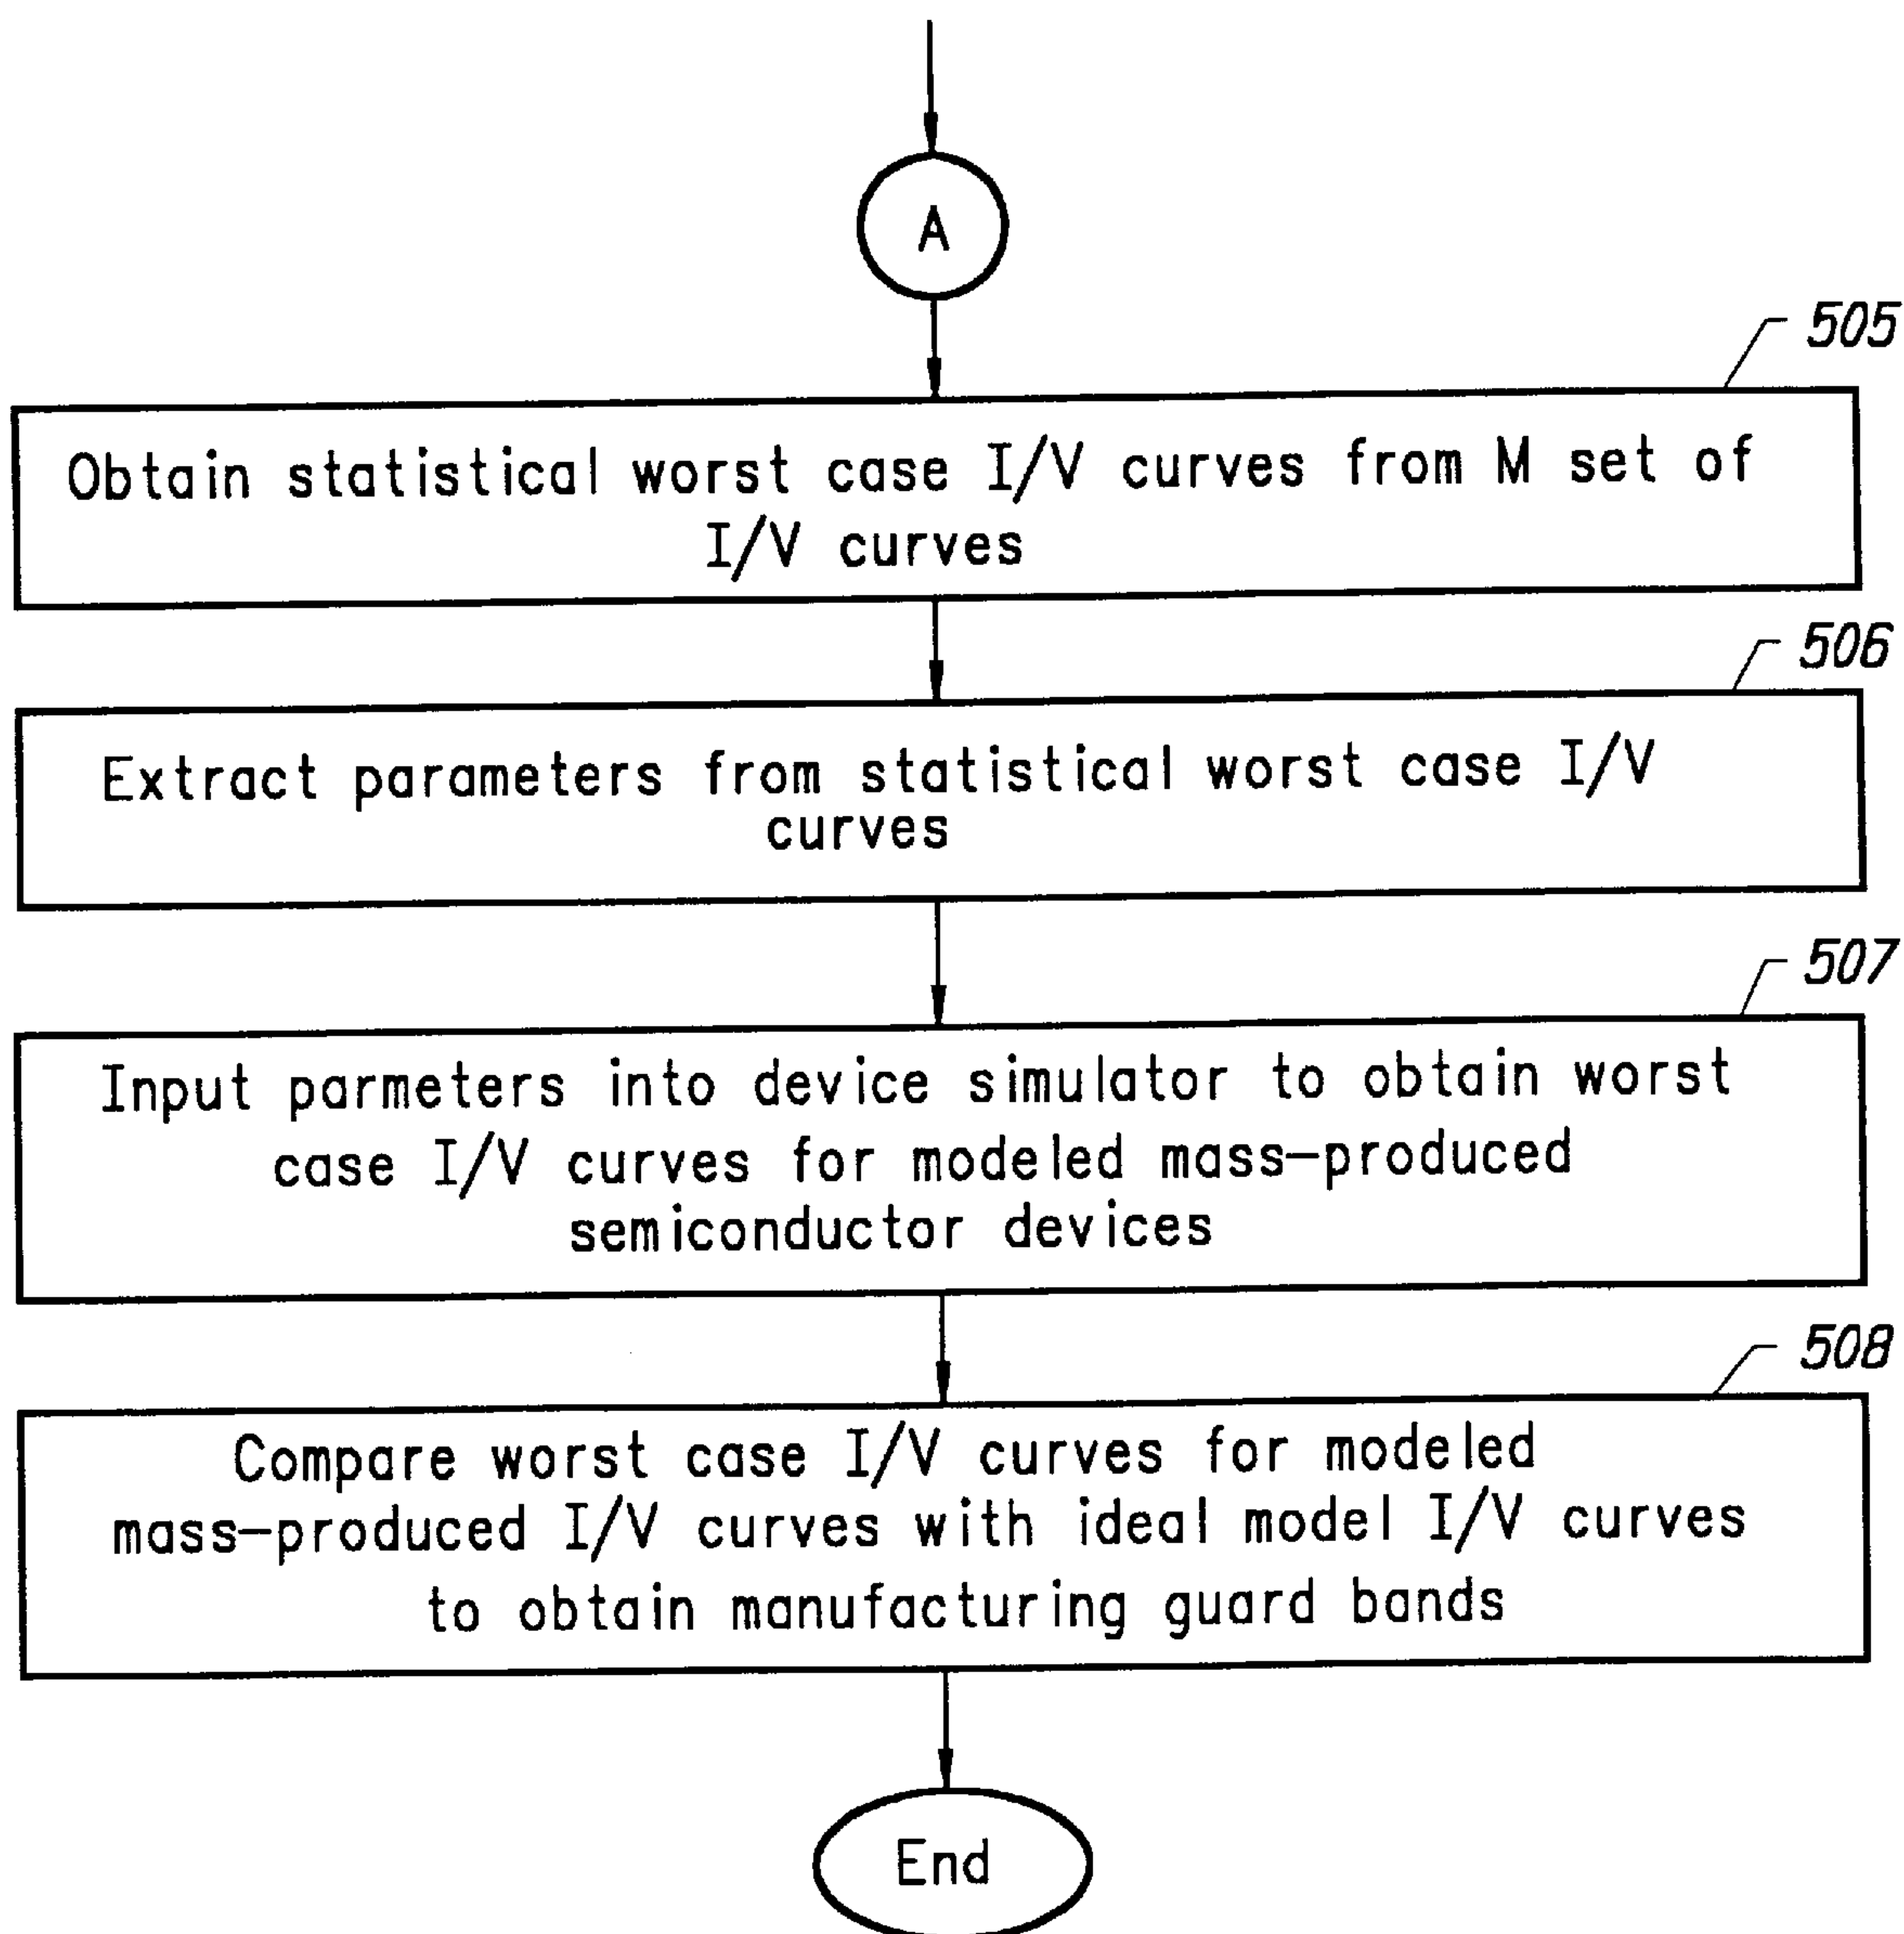 A
505
Obtain statistical worst case I/V curves from M set of
I/V curves
506
Extract parameters from statistical worst case I/V
curves
507
Input parmeters into device simulator to obtain worst
case I/V curves for modeled mass-produced
semiconductor devices
508
Compare worst case I/V curves for modeled
mass-produced I/V curves with ideal model I/V curves
to obtain manufacturing guard bands
End